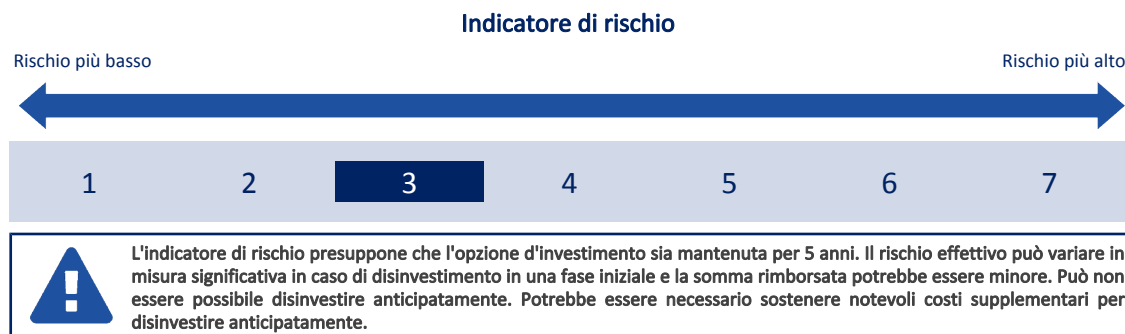 Indicatore di rischio
Rischio più basso
Rischio più alto
1 2 3 4 5 6 7
L'indicatore di rischio presuppone che l'opzione d'investimento sia mantenuta per 5 anni. Il rischio effettivo può variare in
misura significativa in caso di disinvestimento in una fase iniziale e la somma rimborsata potrebbe essere minore. Può non
essere possibile disinvestire anticipatamente. Potrebbe essere necessario sostenere notevoli costi supplementari per
disinvestire anticipatamente.